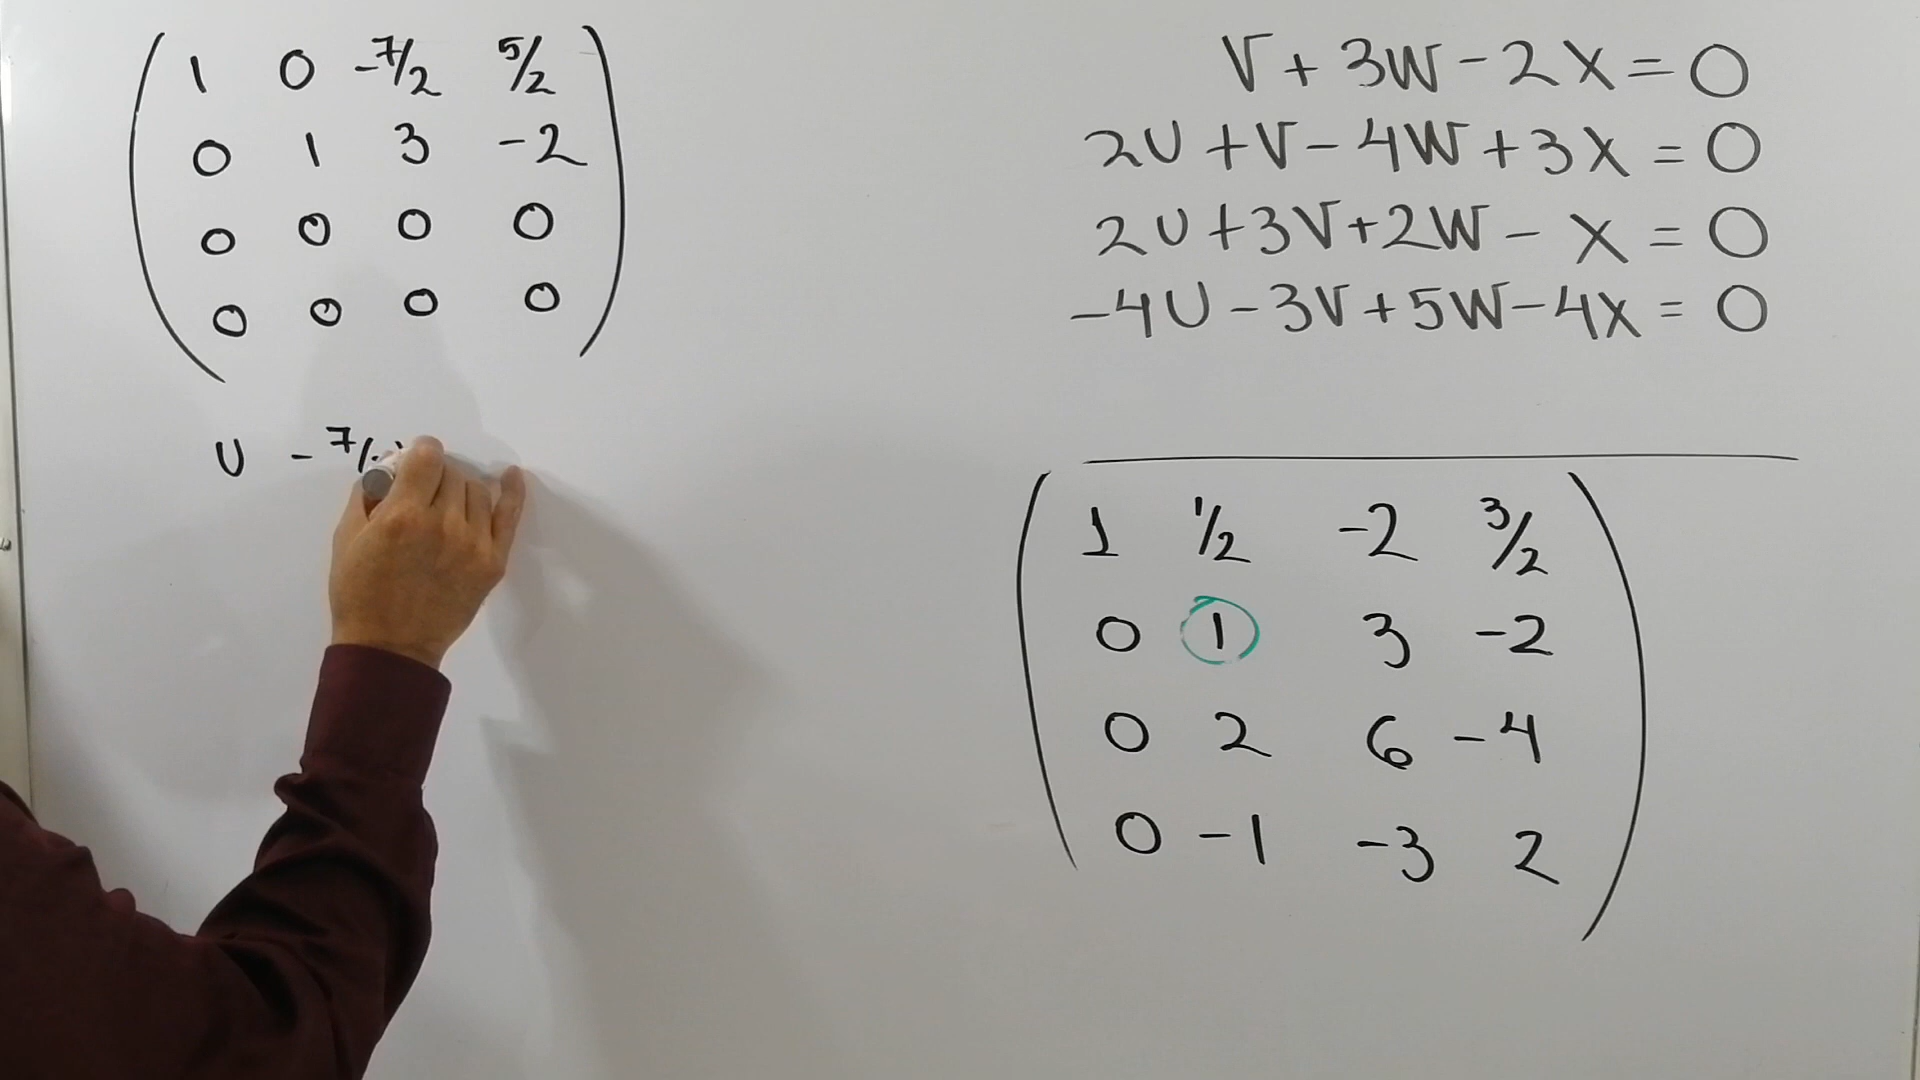 1 0 -7/2 5/2
0 1 3 -2
0 0 0 0
0 0 0 0
U - 7/
V + 3W - 2X = 0
2U + V - 4W + 3X = 0
2U + 3V + 2W - X = 0
-4U - 3V + 5W - 4X = 0
1 1/2 -2 3/2
0 1 3 -2
0 2 6 -4
0 -1 -3 2